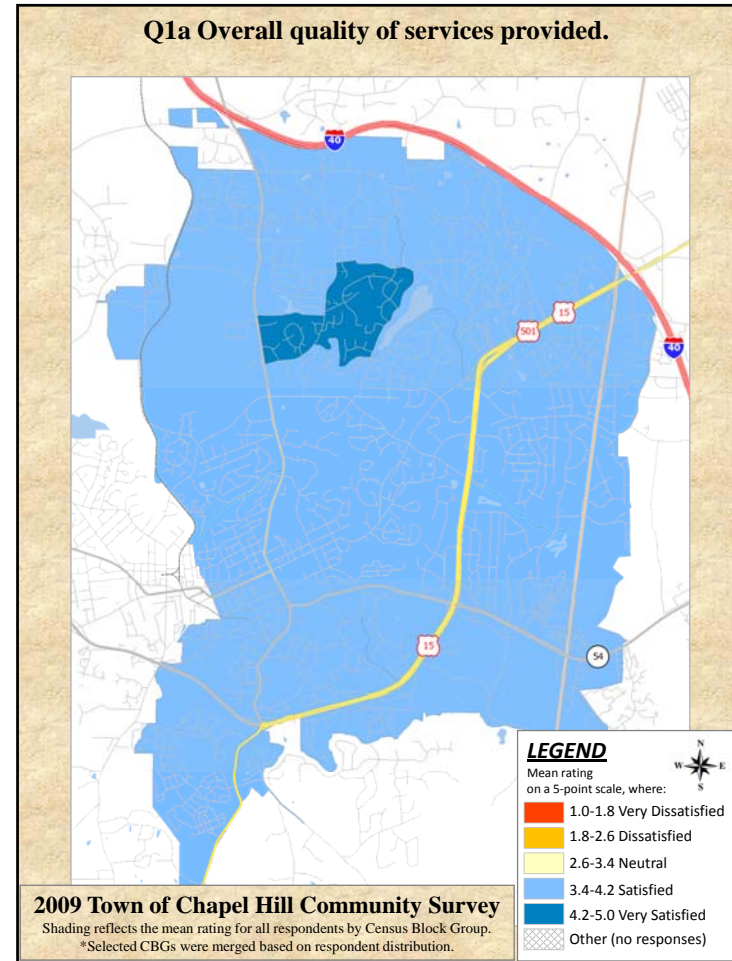 Q1a Overall quality of services provided.
40
15
501
40
15
54
LEGEND
N
W E
S
Mean rating
on a 5-point scale, where:
1.0-1.8 Very Dissatisfied
1.8-2.6 Dissatisfied
2.6-3.4 Neutral
3.4-4.2 Satisfied
4.2-5.0 Very Satisfied
Other (no responses)
2009 Town of Chapel Hill Community Survey
Shading reflects the mean rating for all respondents by Census Block Group.
*Selected CBGs were merged based on respondent distribution.